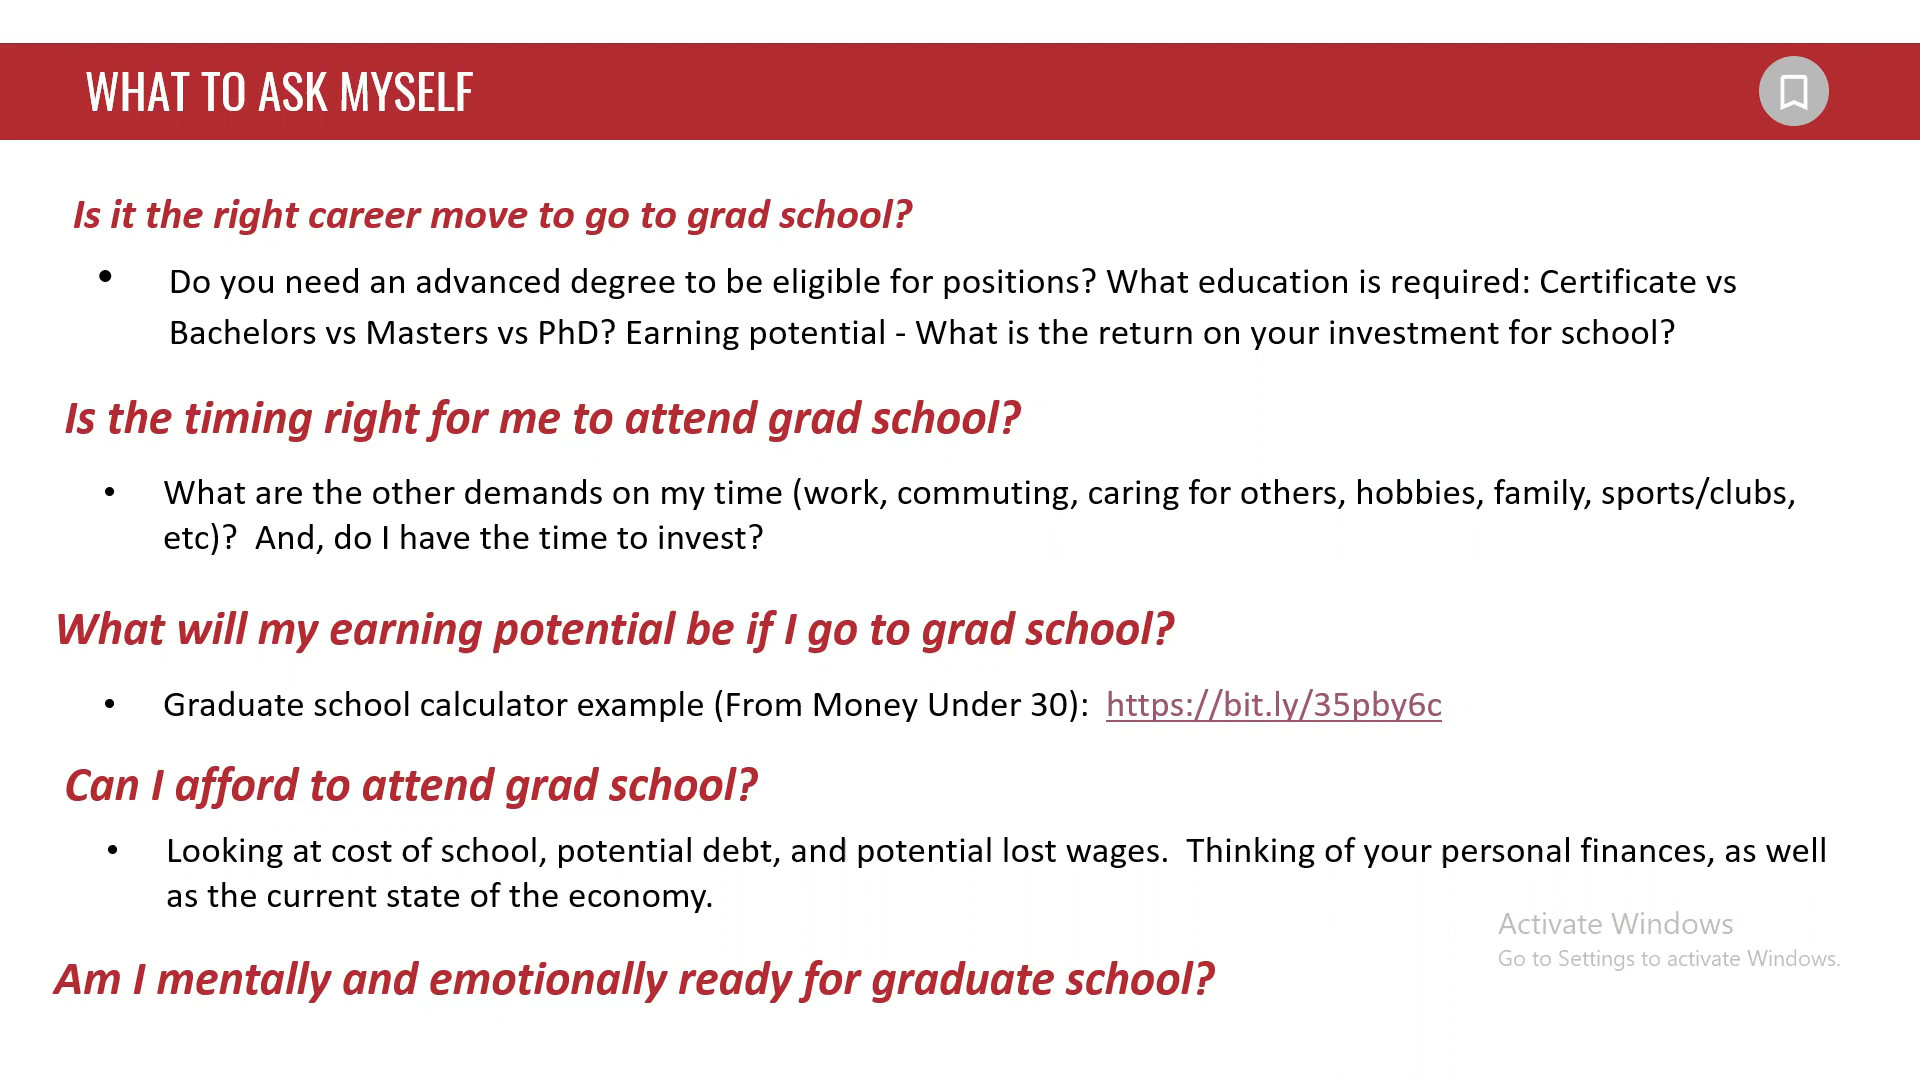 WHAT TO ASK MYSELF
Is it the right career move to go to grad school?
• Do you need an advanced degree to be eligible for positions? What education is required: Certificate vs
Bachelors vs Masters vs PhD? Earning potential - What is the return on your investment for school?
Is the timing right for me to attend grad school?
• What are the other demands on my time (work, commuting, caring for others, hobbies, family, sports/clubs,
etc)?  And, do I have the time to invest?
What will my earning potential be if I go to grad school?
• Graduate school calculator example (From Money Under 30):  https://bit.ly/35pby6c
Can I afford to attend grad school?
• Looking at cost of school, potential debt, and potential lost wages.  Thinking of your personal finances, as well
as the current state of the economy.
Activate Windows
Go to Settings to activate Windows.
Am I mentally and emotionally ready for graduate school?